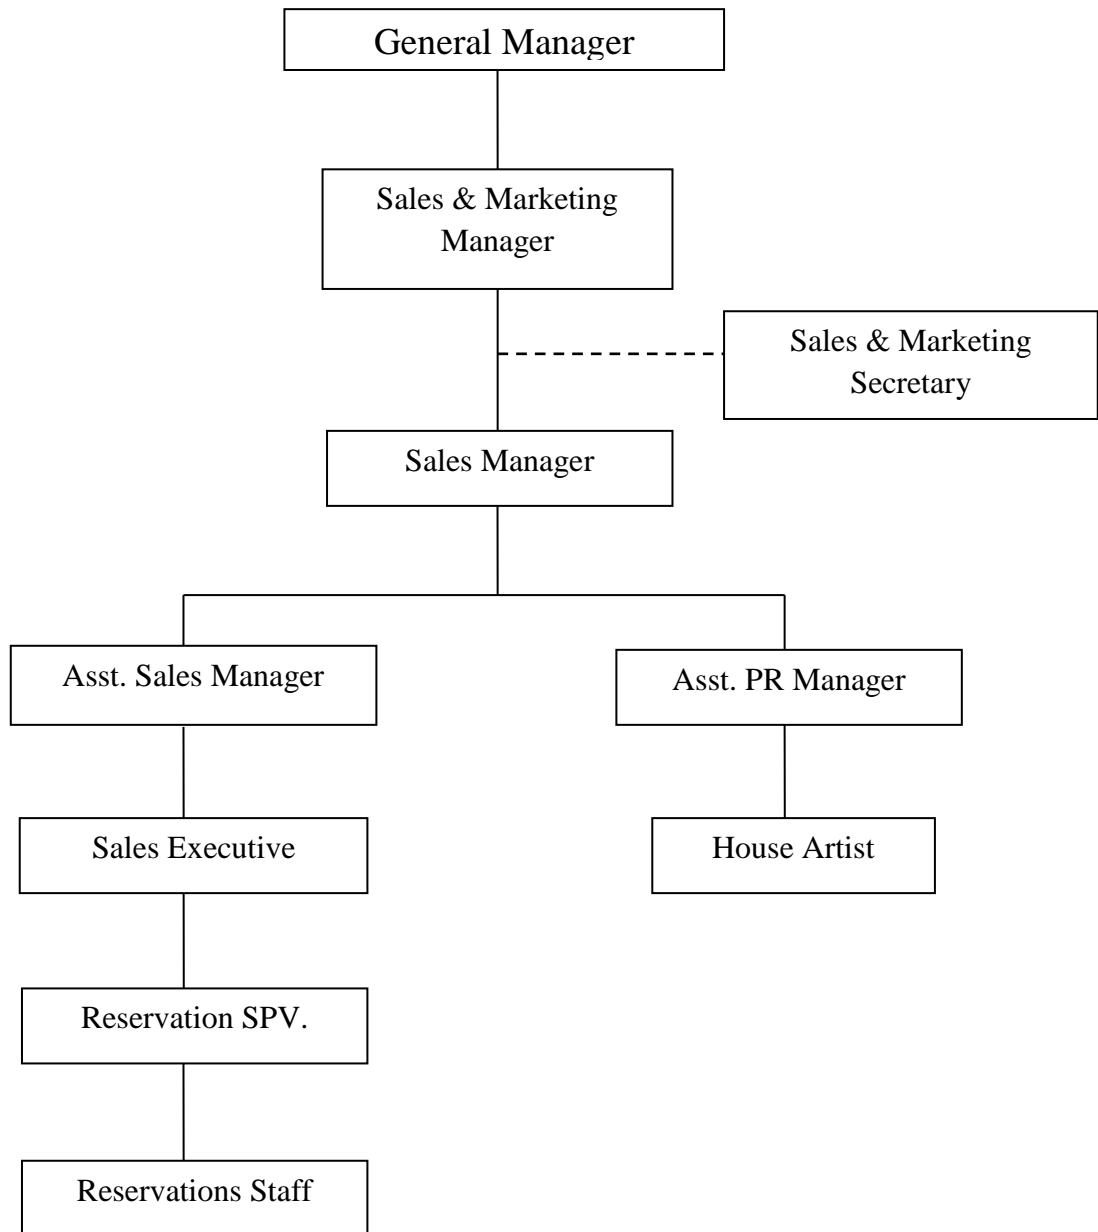 General Manager
Sales & Marketing
Manager
Sales & Marketing
Secretary
Sales Manager
Asst. Sales Manager
Asst. PR Manager
Sales Executive
House Artist
Reservation SPV.
Reservations Staff